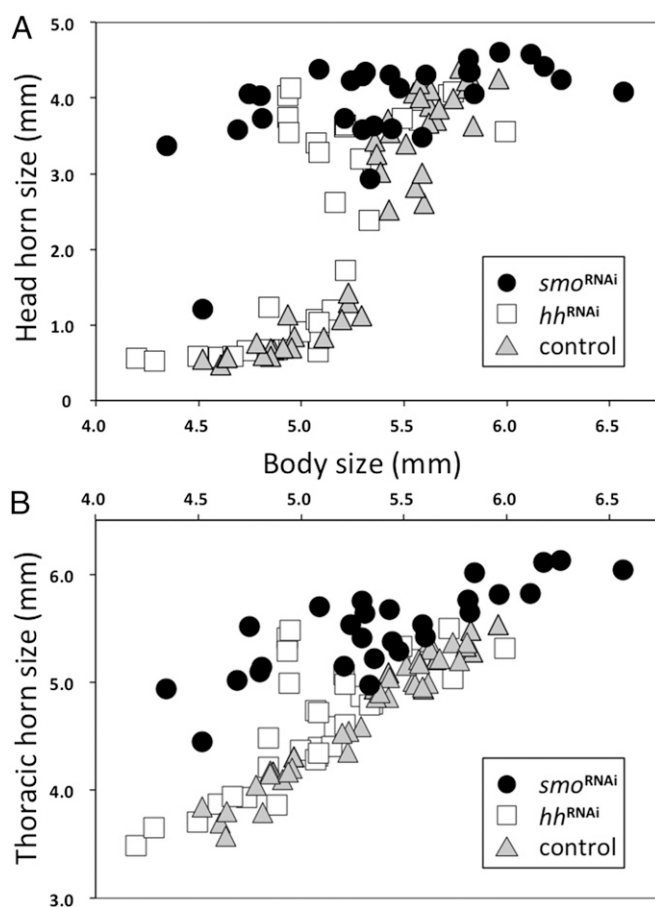 A
5.0
4.0
3.0
2.0
1.0
0
Head horn size (mm)
smoRNAi
hhRNAi
control
4.0 4.5 5.0 5.5 6.0 6.5
Body size (mm)
B
4.0 4.5 5.0 5.5 6.0 6.5
6.0
5.0
4.0
3.0
Thoracic horn size (mm)
smoRNAi
hhRNAi
control